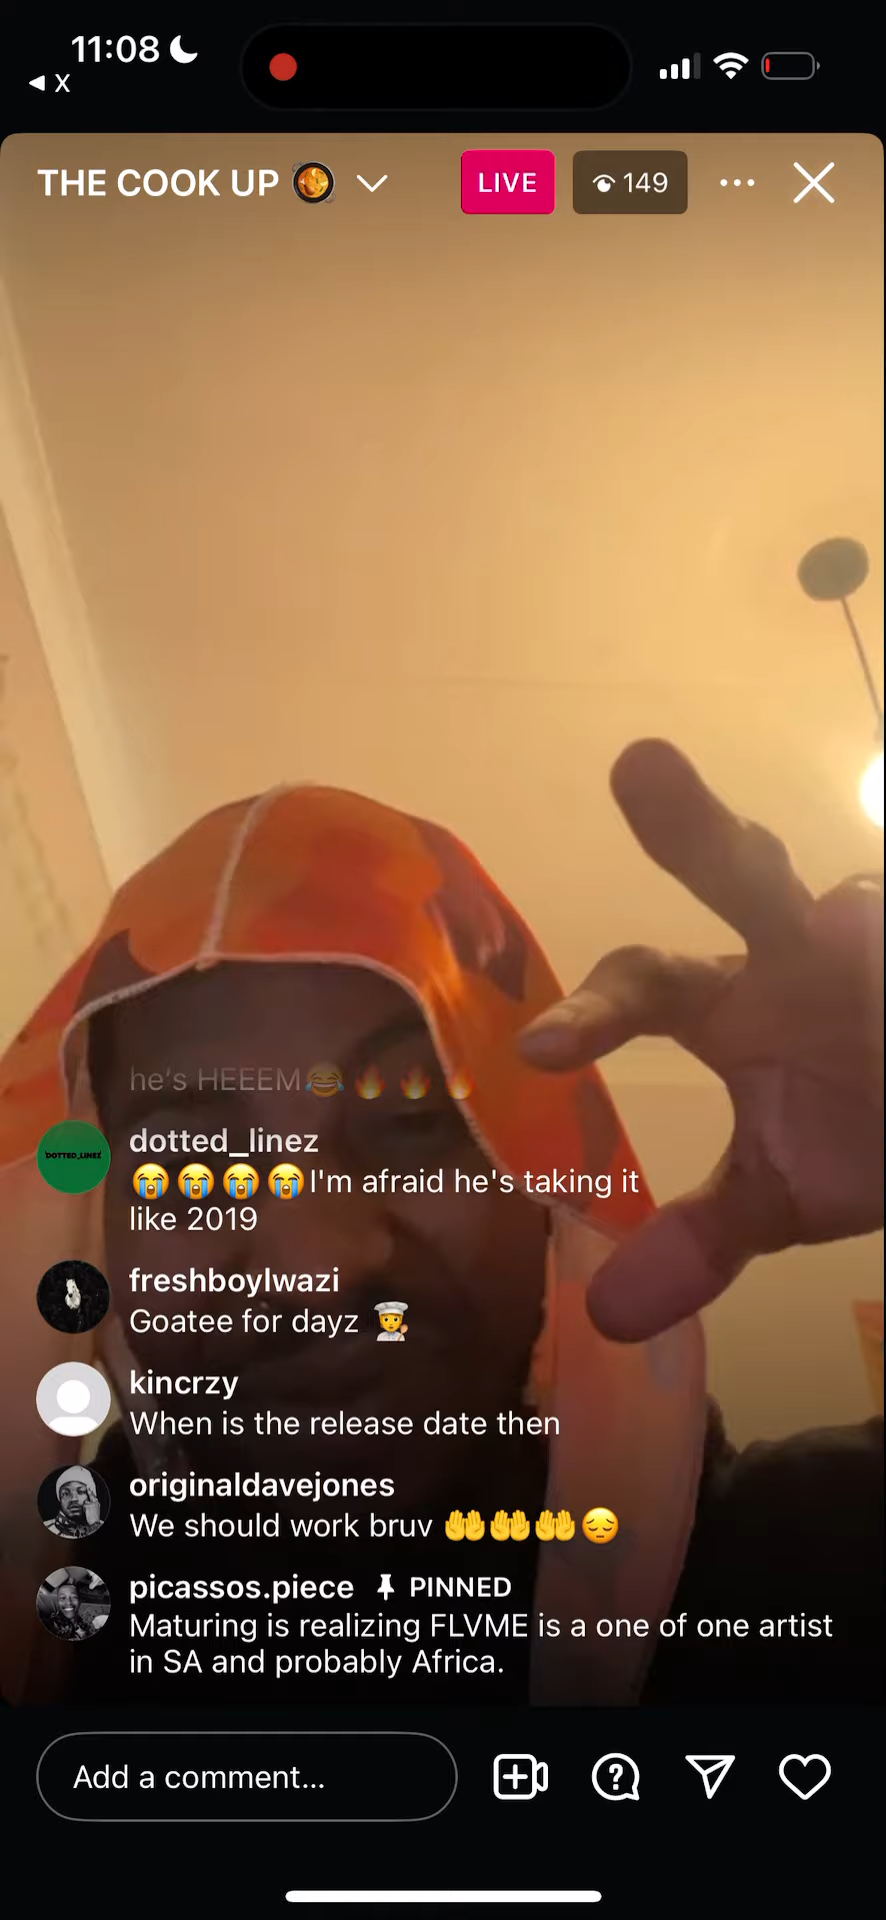 11:08
◀ X
THE COOK UP 🥘
LIVE
149
he's HEEEM😂🔥🔥🔥
DOTTED_LINEZ
dotted_linez
😭😭😭😭I'm afraid he's taking it
like 2019
freshboylwazi
Goatee for dayz 🧑‍🍳
kincrzy
When is the release date then
originaldavejones
We should work bruv 🤲🤲🤲😔
picassos.piece 📌 PINNED
Maturing is realizing FLVME is a one of one artist
in SA and probably Africa.
Add a comment...